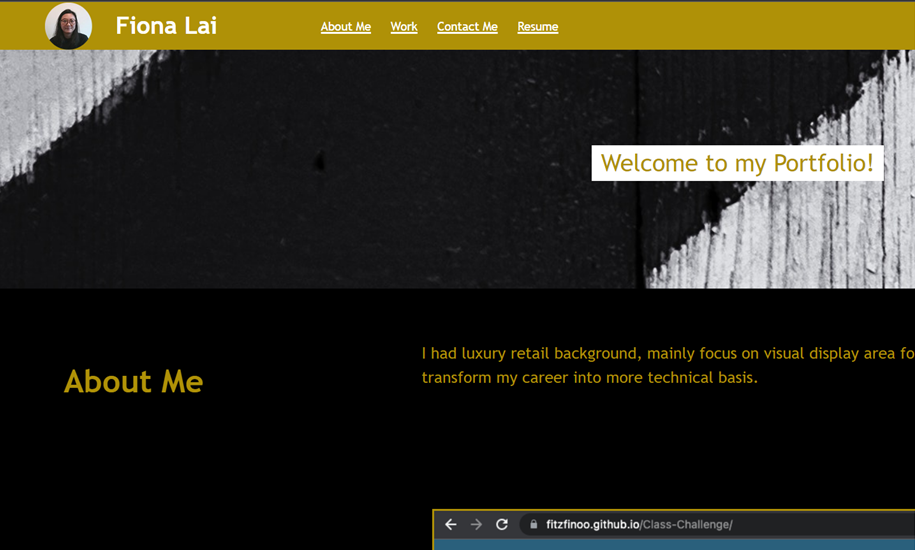 Fiona Lai
About Me Work Contact Me Resume
Welcome to my Portfolio!
About Me
I had luxury retail background, mainly focus on visual display area fo
transform my career into more technical basis.
fitzfinoo.github.io/Class-Challenge/